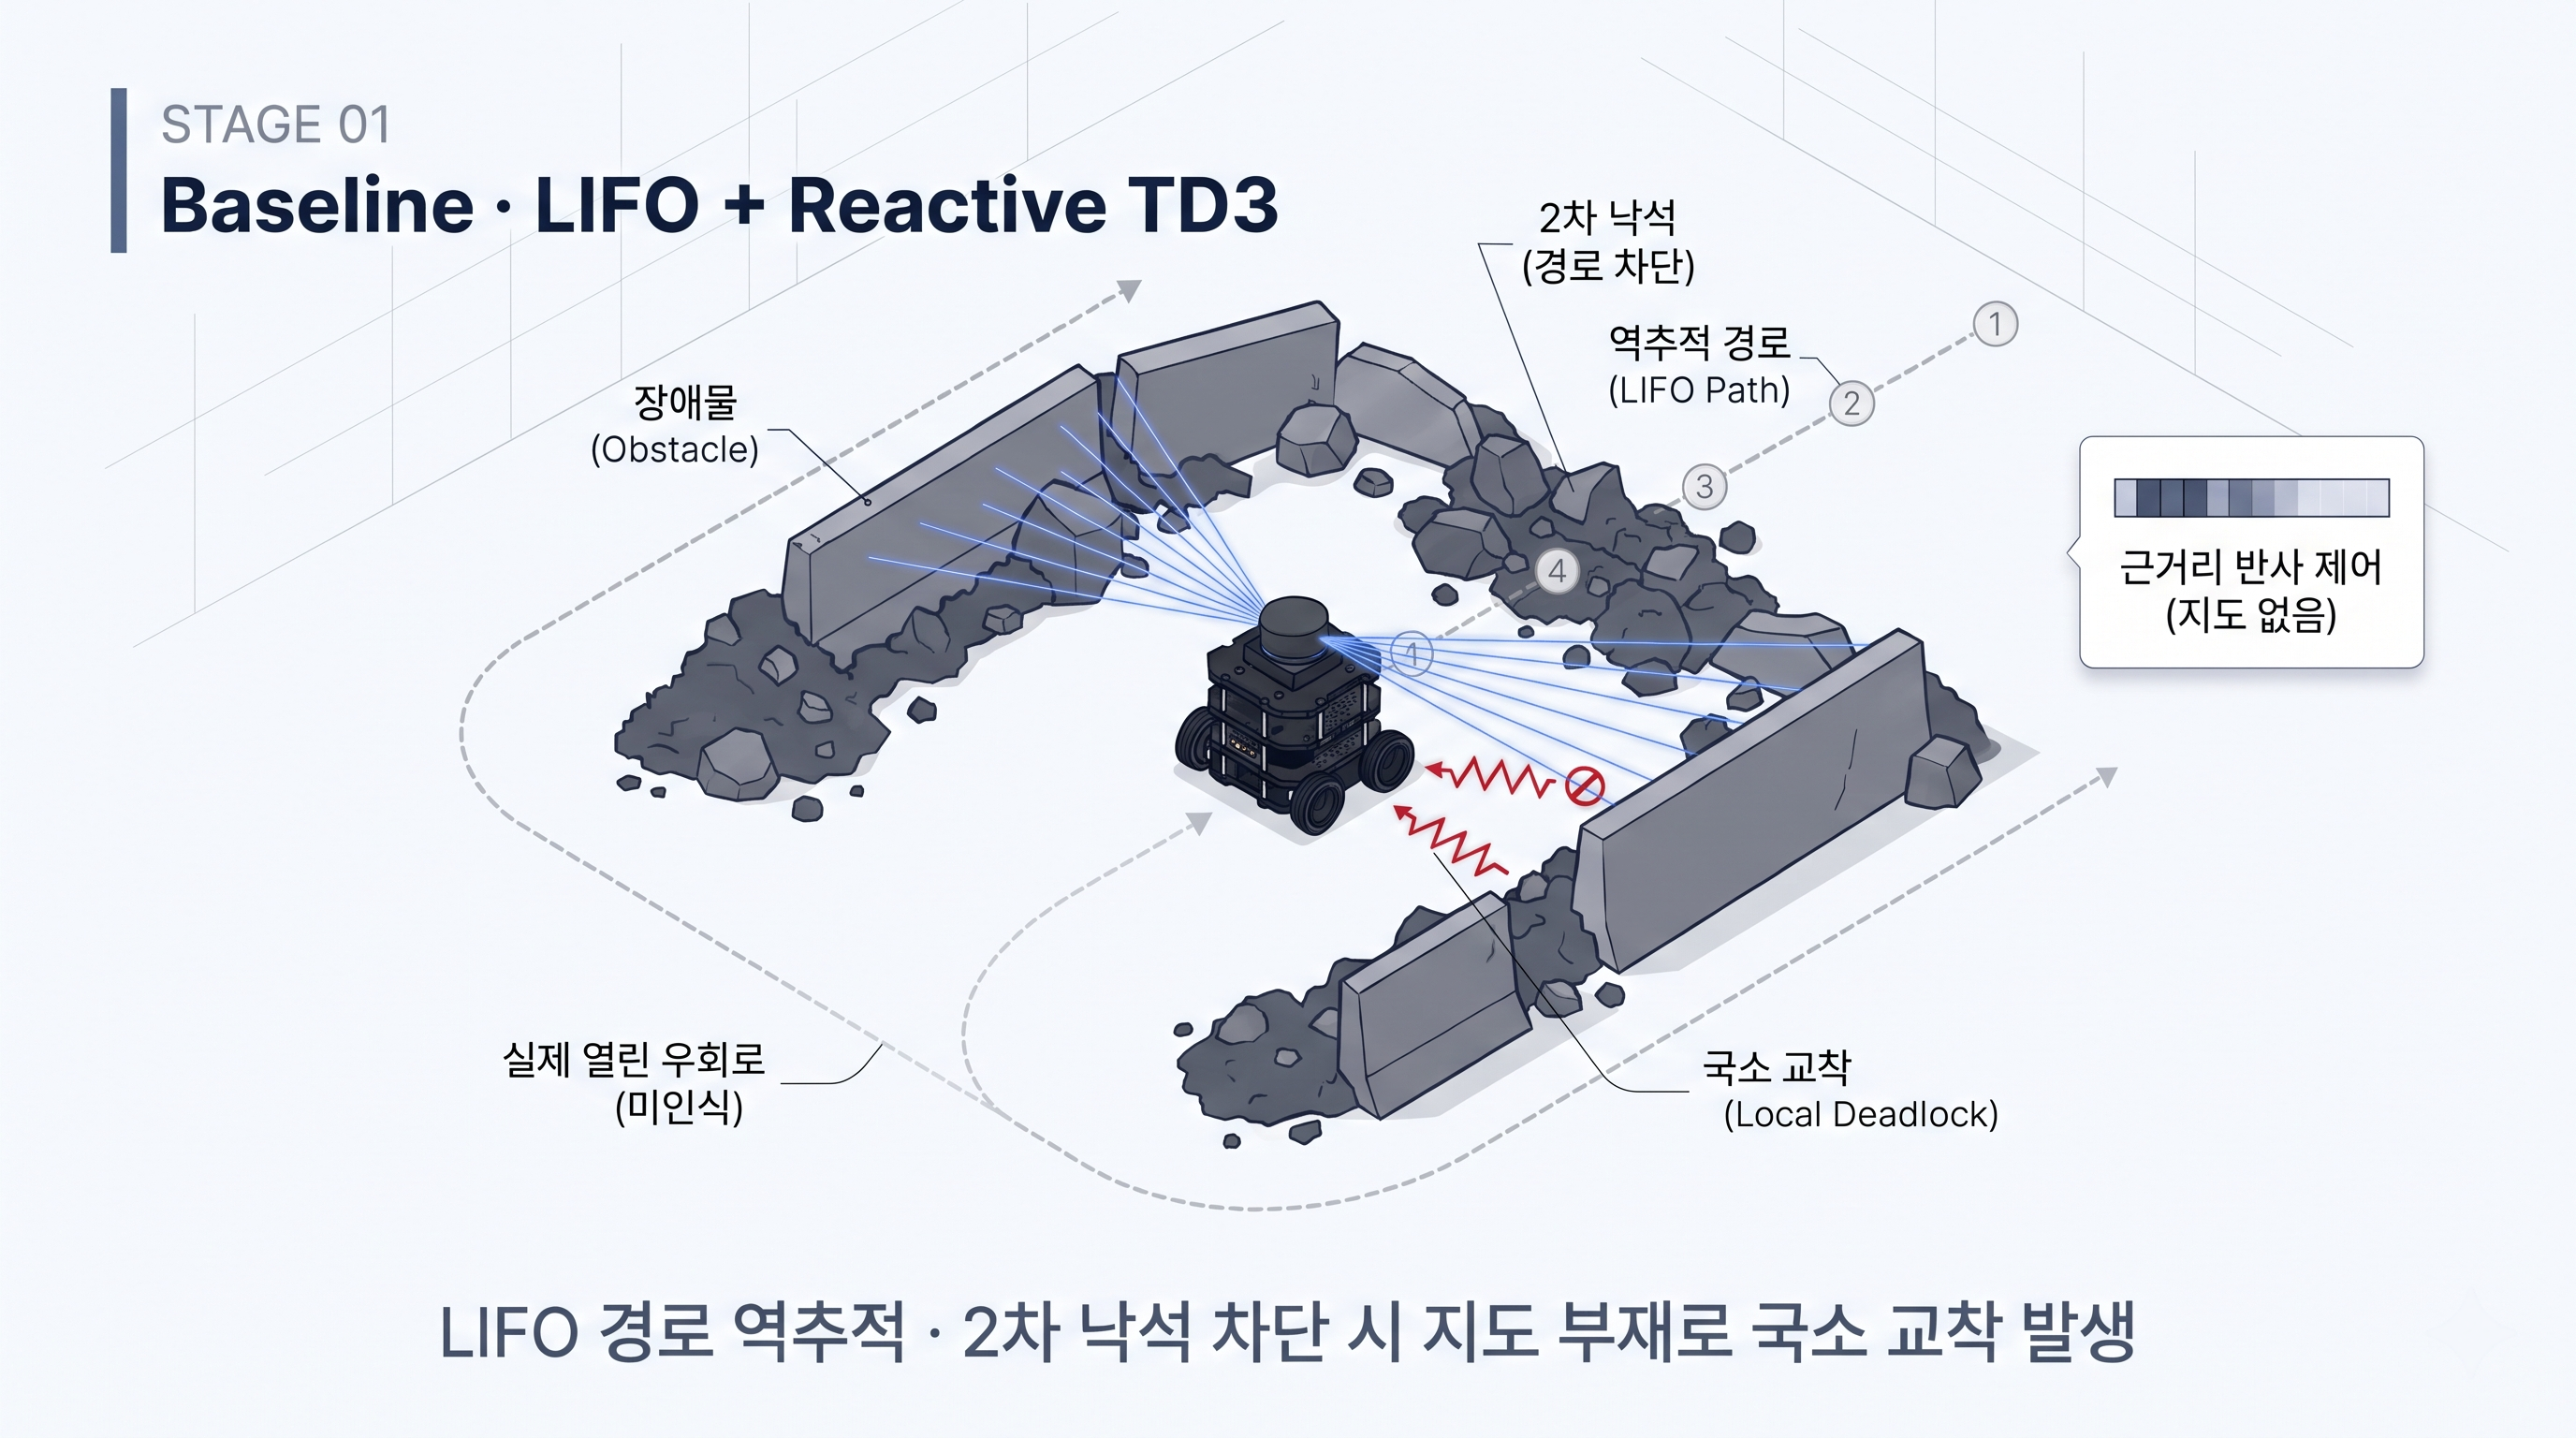 STAGE 01
Baseline · LIFO + Reactive TD3
2차 낙석
(경로 차단)
역추적 경로
(LIFO Path)
1
2
3
4
1
장애물
(Obstacle)
근거리 반사 제어
(지도 없음)
실제 열린 우회로
(미인식)
국소 교착
(Local Deadlock)
LIFO 경로 역추적 · 2차 낙석 차단 시 지도 부재로 국소 교착 발생